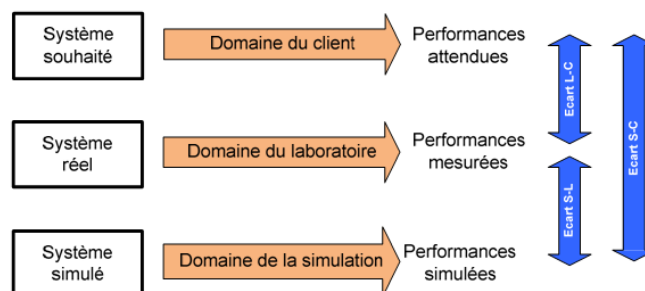 Système
souhaité
Domaine du client
Performances
attendues
Ecart L-C
Ecart S-C
Système
réel
Domaine du laboratoire
Performances
mesurées
Ecart S-L
Système
simulé
Domaine de la simulation
Performances
simulées